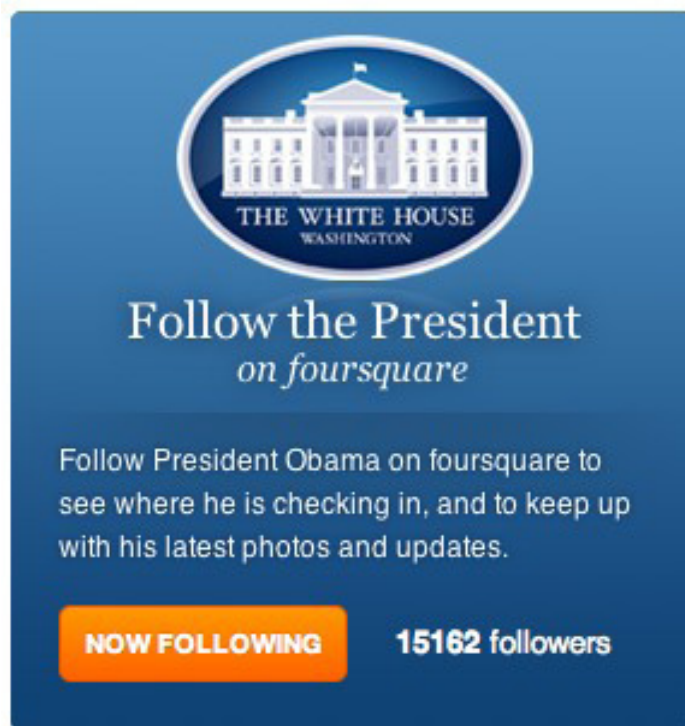 THE WHITE HOUSE
WASHINGTON
Follow the President
on foursquare
Follow President Obama on foursquare to
see where he is checking in, and to keep up
with his latest photos and updates.
NOW FOLLOWING 15162 followers